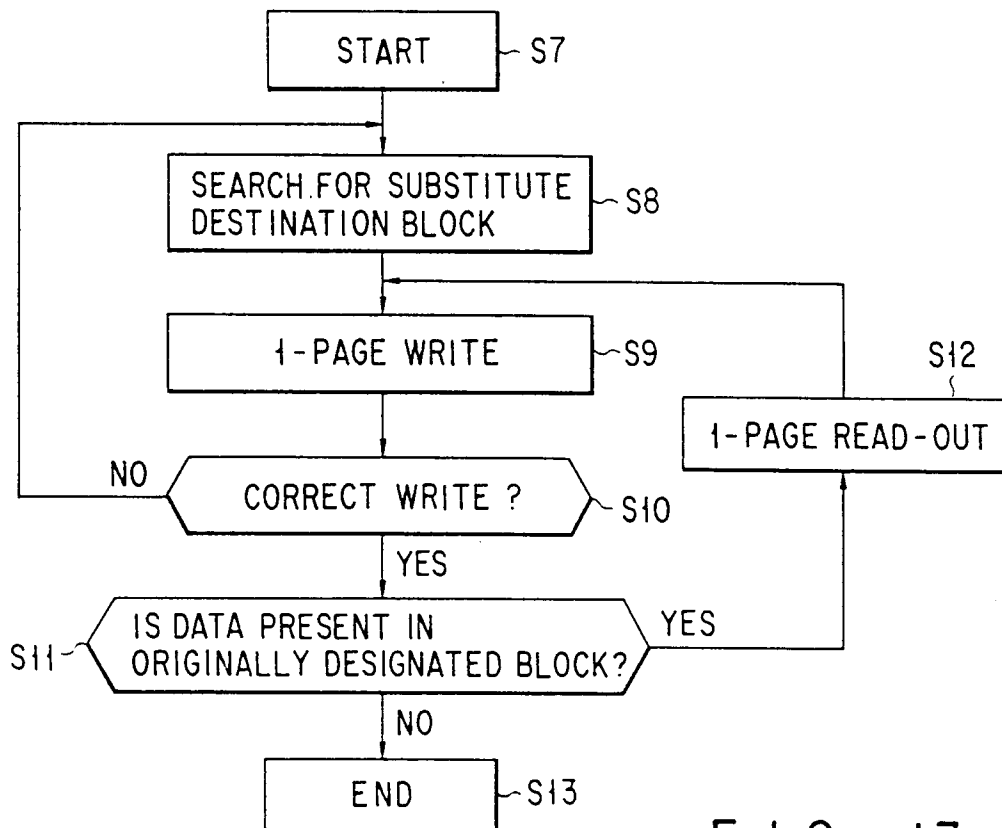 START
S7
SEARCH FOR SUBSTITUTE
DESTINATION BLOCK
S8
1-PAGE WRITE
S9
S12
1-PAGE READ-OUT
NO
CORRECT WRITE ?
S10
YES
IS DATA PRESENT IN
ORIGINALLY DESIGNATED BLOCK?
YES
S11
NO
END
S13